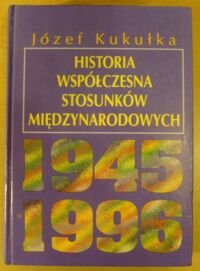 Józef Kukułka
HISTORIA
WSPÓŁCZESNA
STOSUNKÓW
MIĘDZYNARODOWYCH
1945
1996